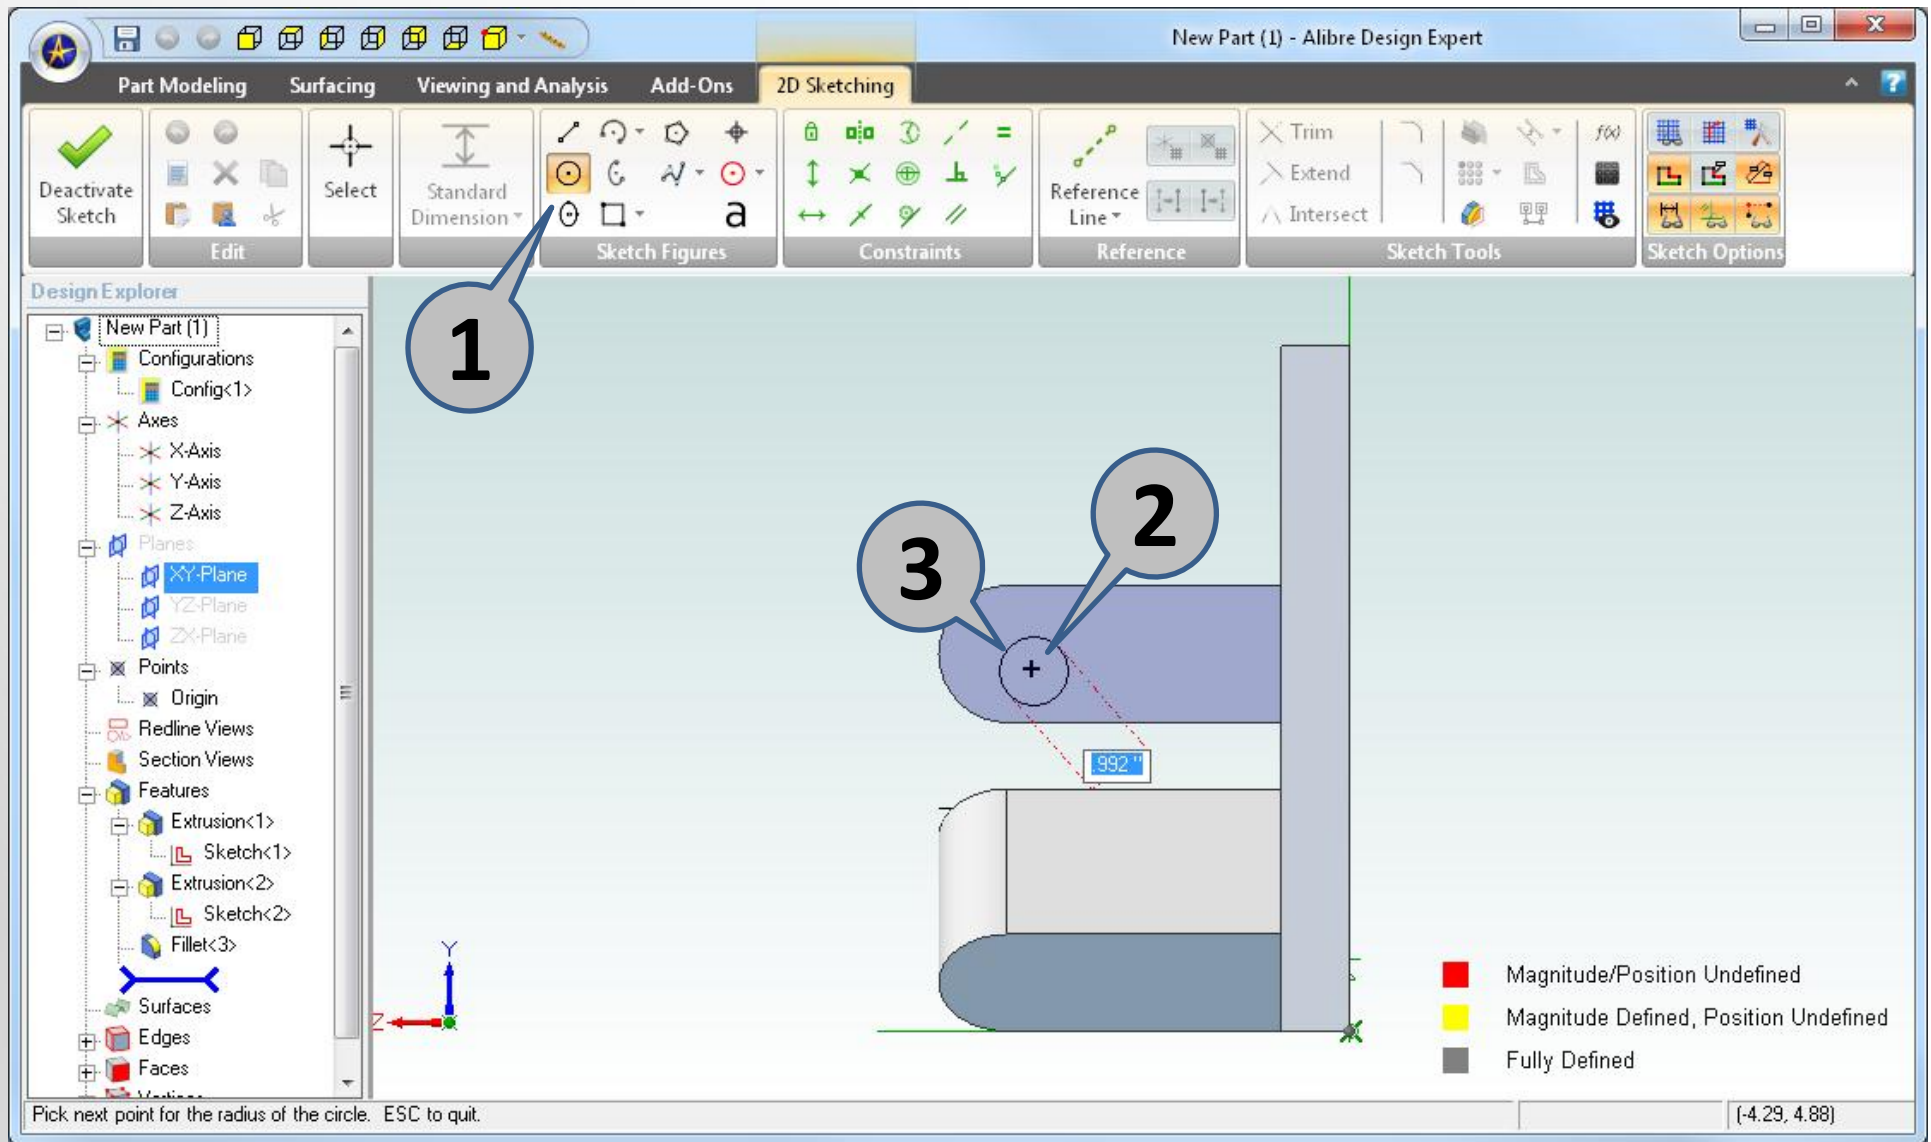 New Part (1) - Alibre Design Expert
Part Modeling
Surfacing
Viewing and Analysis
Add-Ons
2D Sketching
?
Deactivate
Sketch
Edit
Select
Standard
Dimension
a
Sketch Figures
Constraints
Reference
Line
Reference
Trim
Extend
Intersect
f(x)
Sketch Tools
Sketch Options
Design Explorer
New Part (1)
Configurations
Config<1>
Axes
X-Axis
Y-Axis
Z-Axis
Planes
XY-Plane
YZ-Plane
ZX-Plane
Points
Origin
Redline Views
Section Views
Features
Extrusion<1>
Sketch<1>
Extrusion<2>
Sketch<2>
Fillet<3>
Surfaces
Edges
Faces
1
2
3
.992 "
Y
Z
Magnitude/Position Undefined
Magnitude Defined, Position Undefined
Fully Defined
Pick next point for the radius of the circle. ESC to quit.
(-4.29, 4.88)